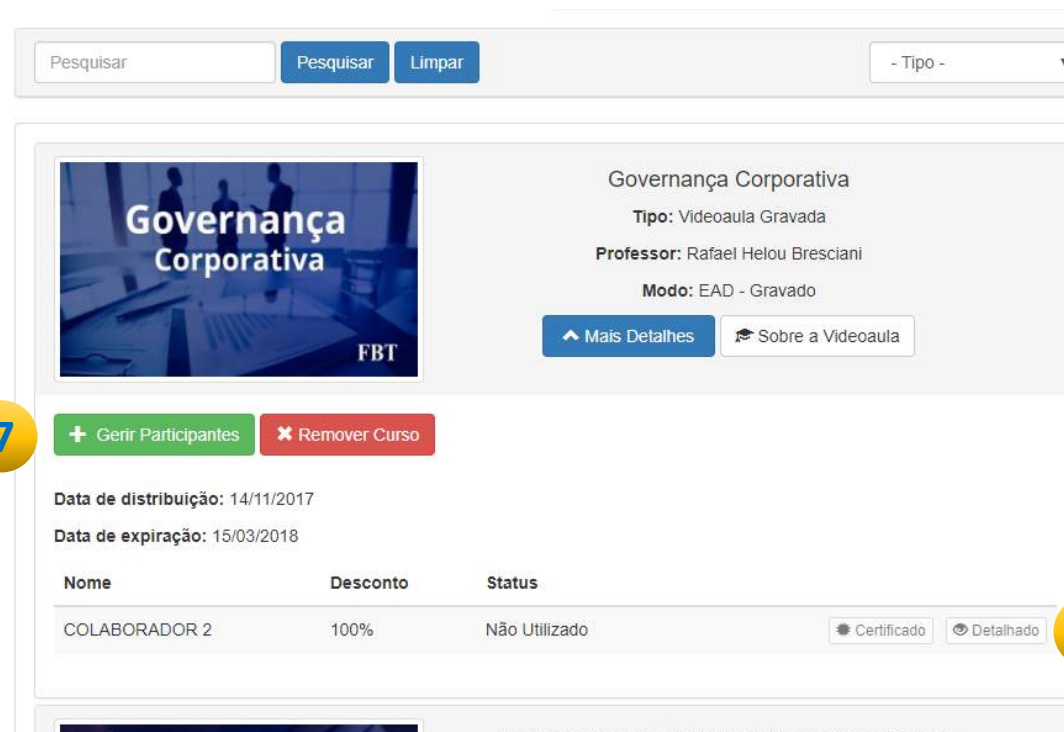 Pesquisar Pesquisar Limpar - Tipo -
Governança
Corporativa
FBT
Governança Corporativa
Tipo: Videoaula Gravada
Professor: Rafael Helou Bresciani
Modo: EAD - Gravado
Mais Detalhes Sobre a Videoaula
7
Gerir Participantes Remover Curso
Data de distribuição: 14/11/2017
Data de expiração: 15/03/2018
Nome Desconto Status
COLABORADOR 2 100% Não Utilizado Certificado Detalhado